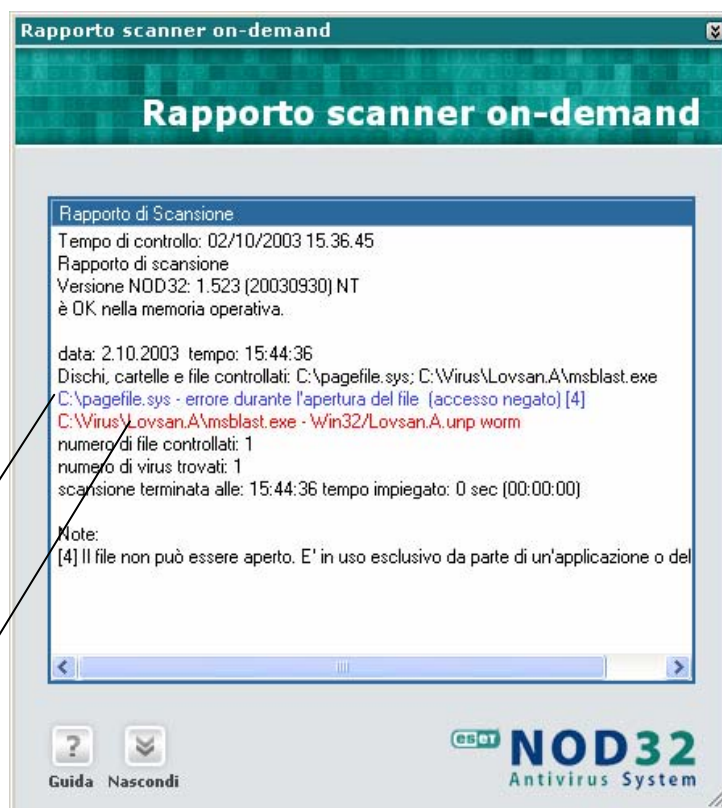 Rapporto scanner on-demand
Rapporto scanner on-demand
Rapporto di Scansione
Tempo di controllo: 02/10/2003 15.36.45
Rapporto di scansione
Versione NOD32: 1.523 (20030930) NT
è OK nella memoria operativa.
data: 2.10.2003 tempo: 15:44:36
Dischi, cartelle e file controllati: C:\pagefile.sys; C:\Virus\Lovsan.A\msblast.exe
C:\pagefile.sys - errore durante l'apertura del file (accesso negato) [4]
C:\Virus\Lovsan.A\msblast.exe - Win32/Lovsan.A.unp worm
numero di file controllati: 1
numero di virus trovati: 1
scansione terminata alle: 15:44:36 tempo impiegato: 0 sec (00:00:00)
Note:
[4] Il file non può essere aperto. E' in uso esclusivo da parte di un'applicazione o del
?
Guida Nascondi
eseT NOD32
Antivirus System